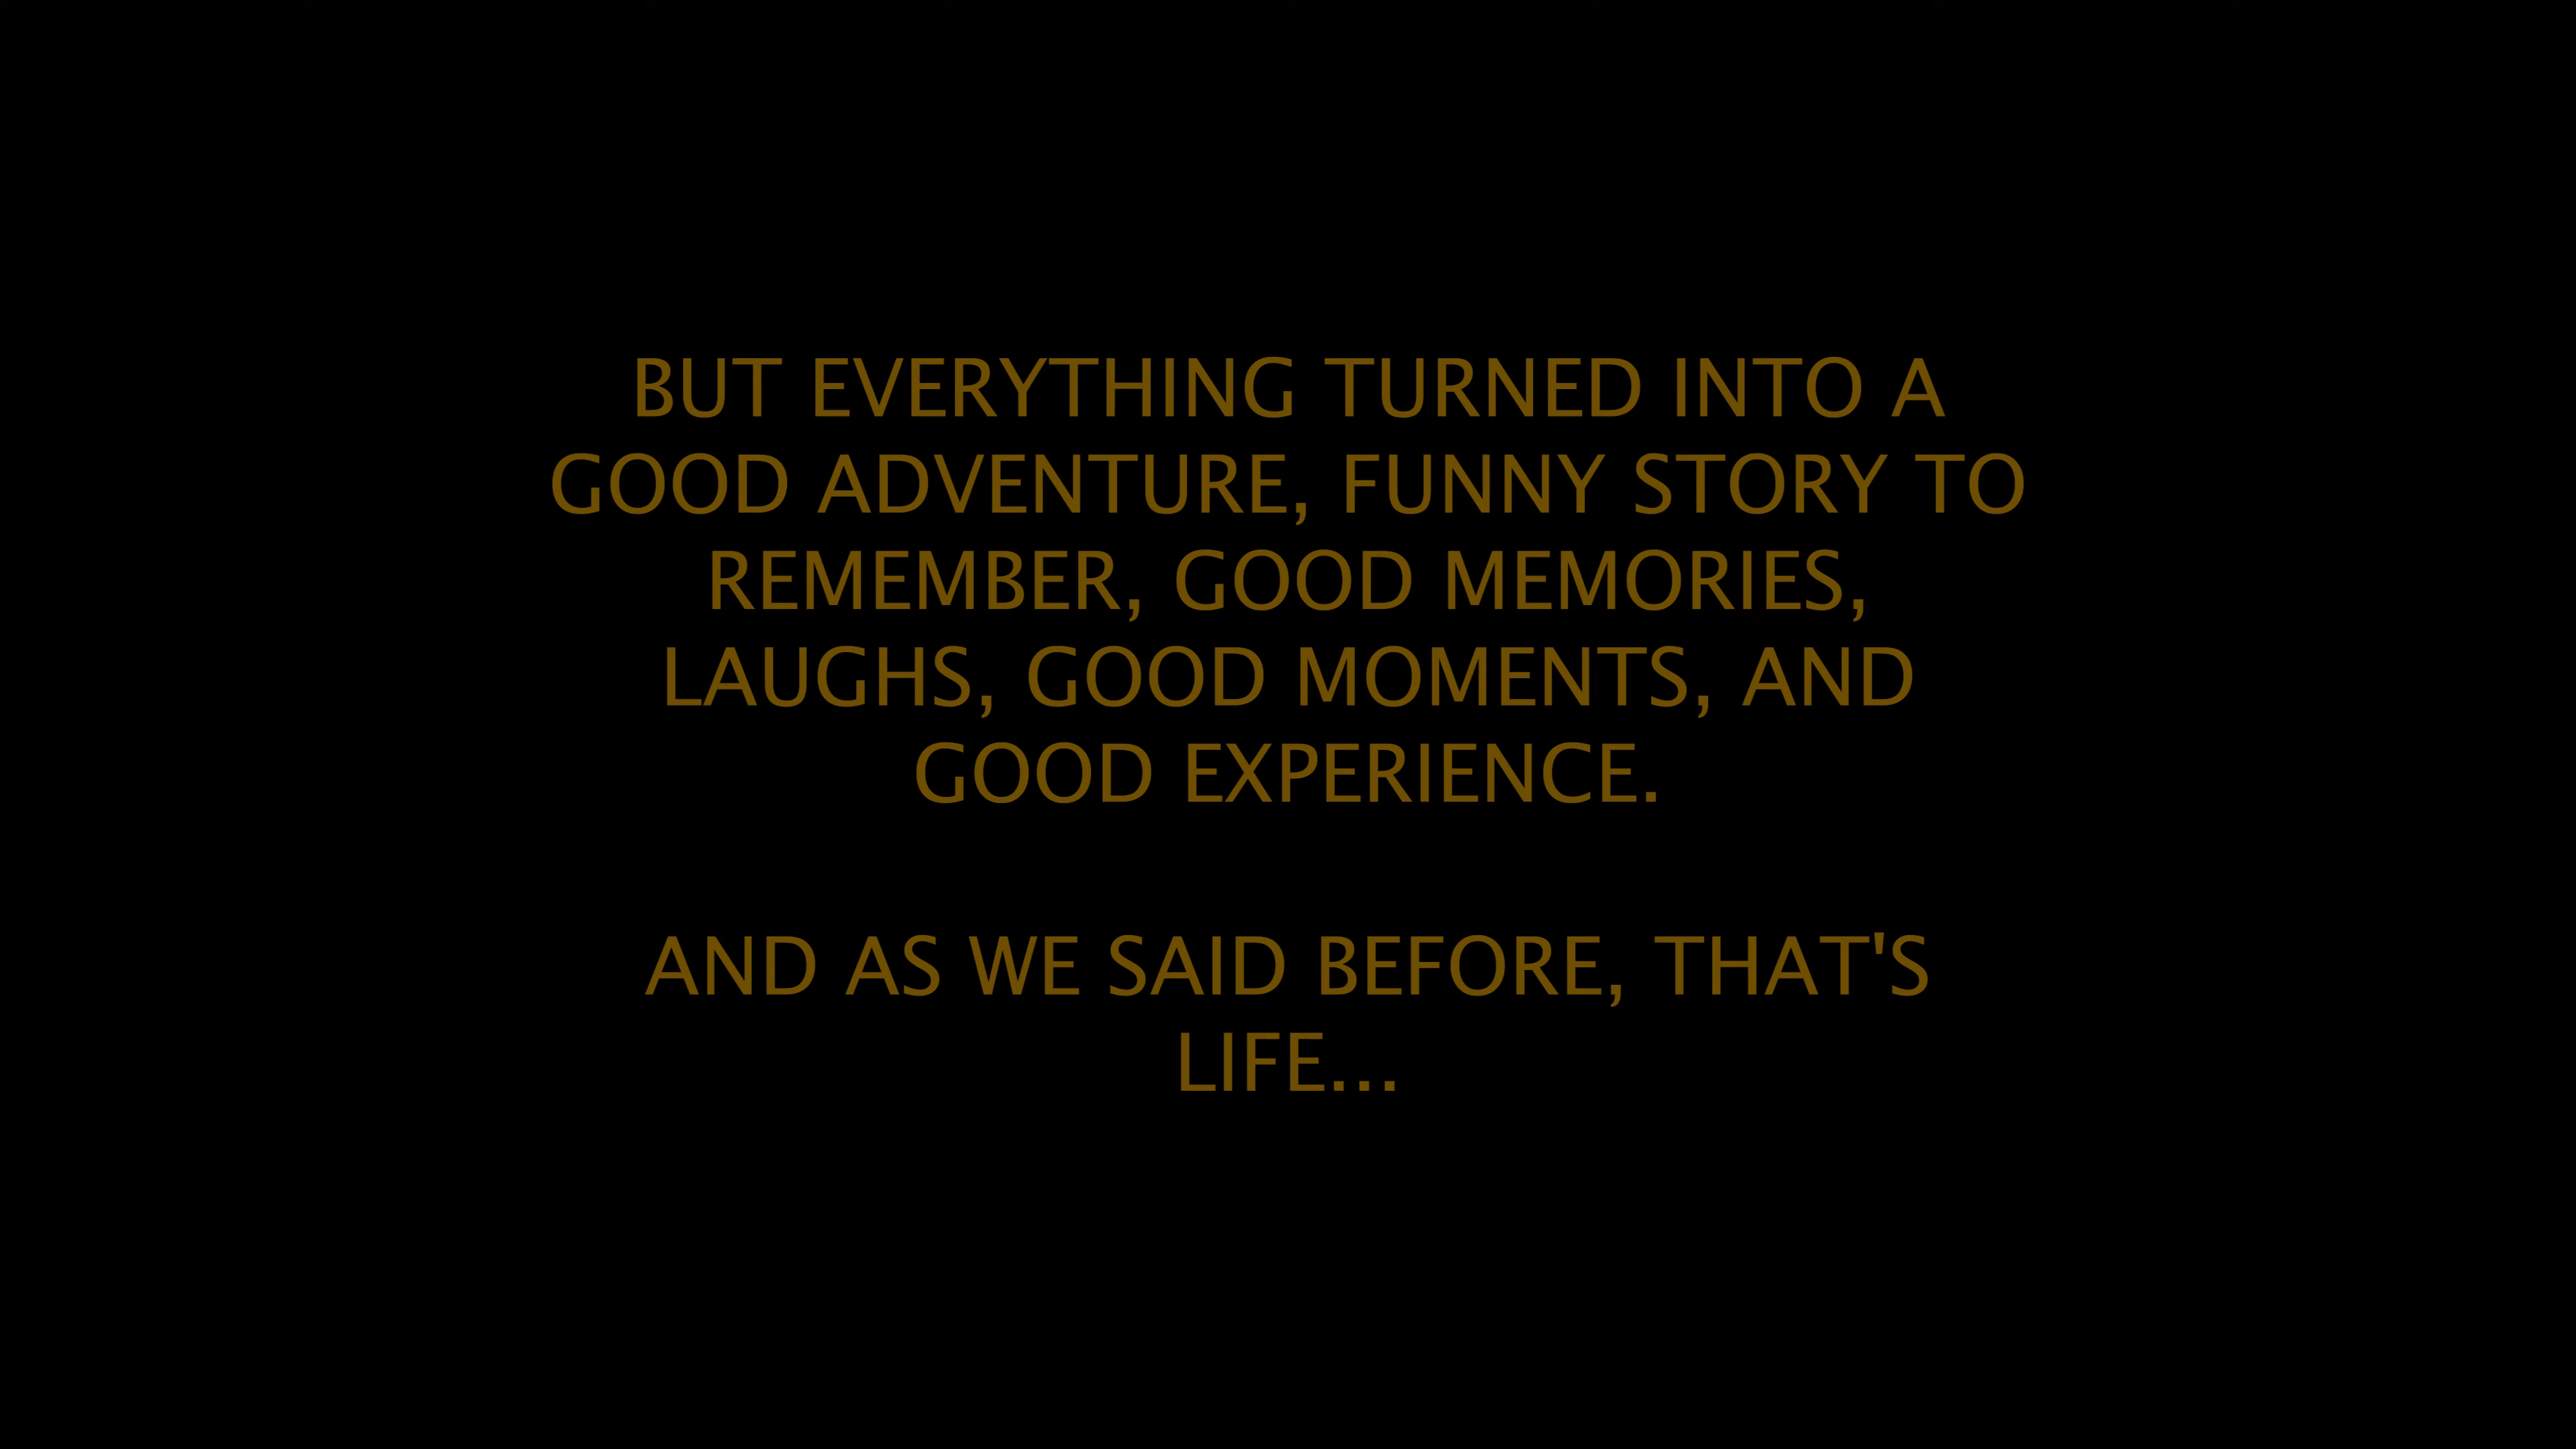 BUT EVERYTHING TURNED INTO A
GOOD ADVENTURE, FUNNY STORY TO
REMEMBER, GOOD MEMORIES,
LAUGHS, GOOD MOMENTS, AND
GOOD EXPERIENCE.
AND AS WE SAID BEFORE, THAT'S
LIFE...